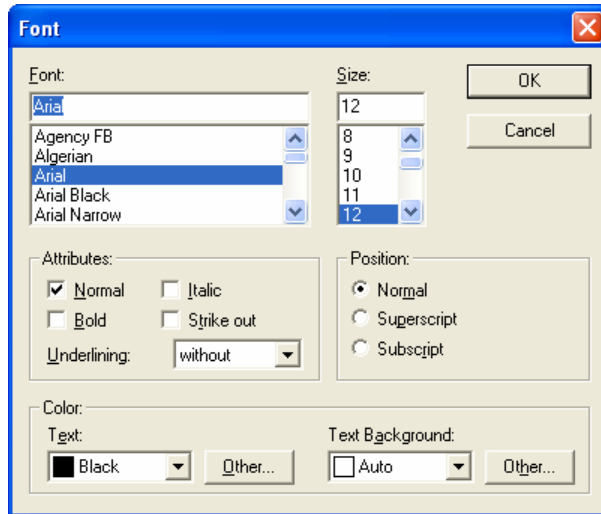 Font
Font:
Size:
Arial
12
OK
Agency FB
Algerian
Arial
Arial Black
Arial Narrow
8
9
10
11
12
Cancel
Attributes:
Normal
Italic
Bold
Strike out
Underlining:
without
Position:
Normal
Superscript
Subscript
Color:
Text:
Black
Other...
Text Background:
Auto
Other...